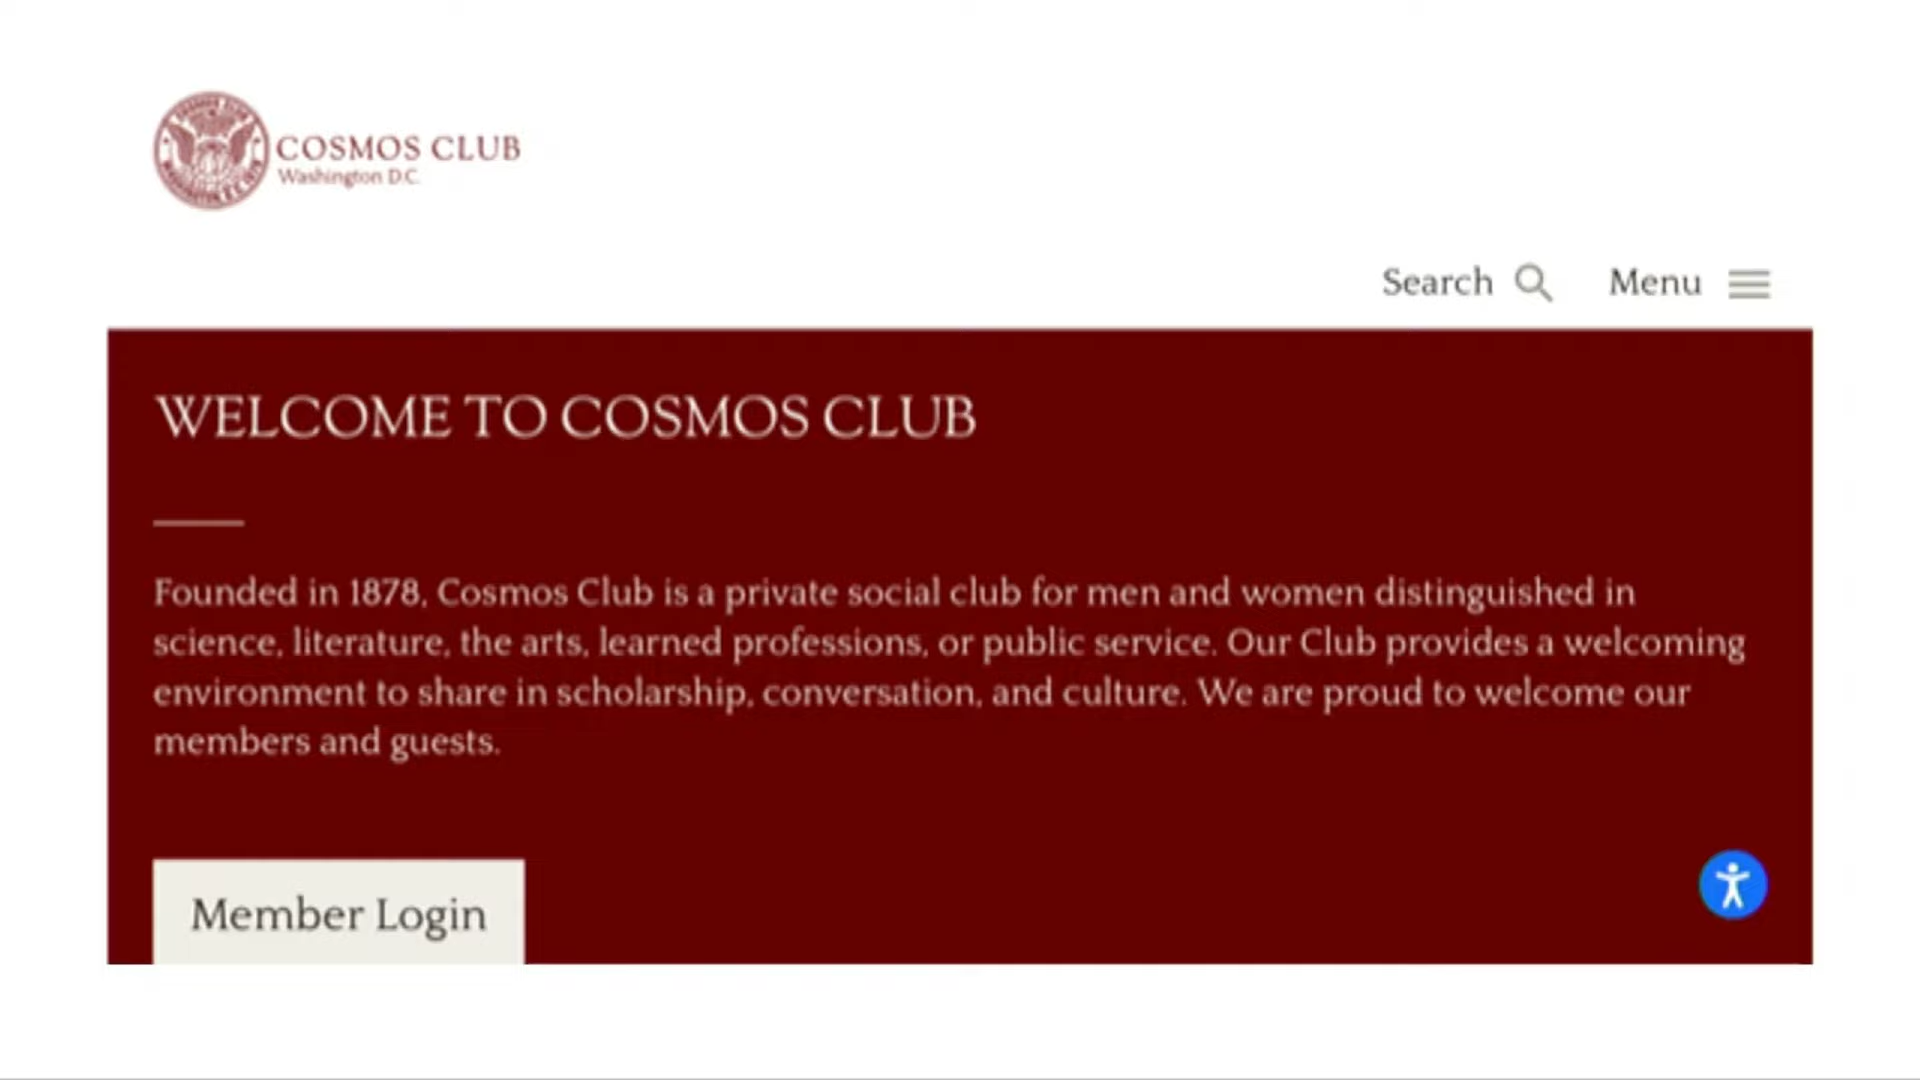 COSMOS CLUB
Washington D.C.
Search
Menu
WELCOME TO COSMOS CLUB
Founded in 1878, Cosmos Club is a private social club for men and women distinguished in
science, literature, the arts, learned professions, or public service. Our Club provides a welcoming
environment to share in scholarship, conversation, and culture. We are proud to welcome our
members and guests.
Member Login